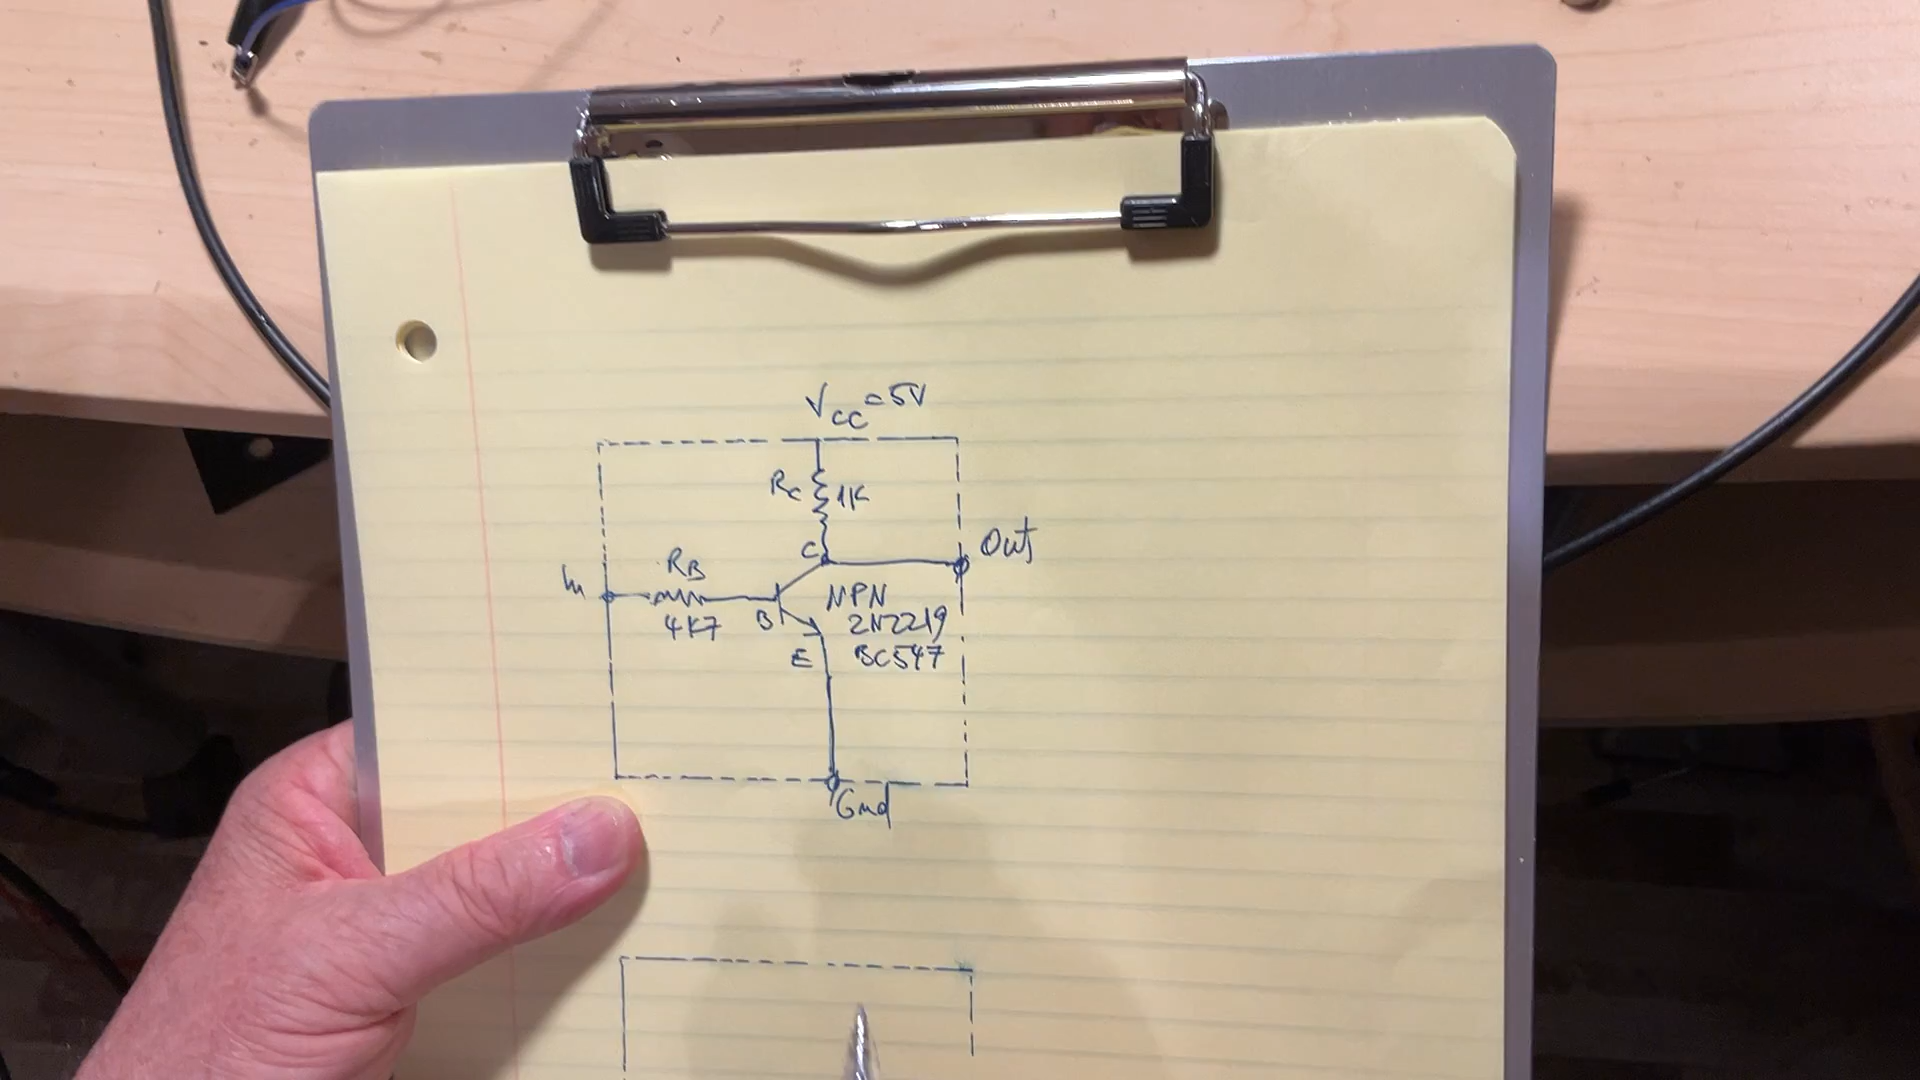 VCC = 5V
RC 1K
C
Out
In
RB
4K7
B
NPN
2N2219
E
BC547
Gnd